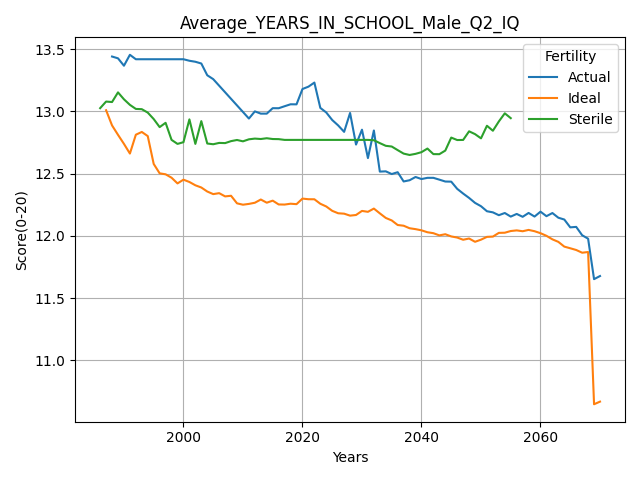 Average_YEARS_IN_SCHOOL_Male_Q2_IQ
Score(0-20)
13.5
13.0
12.5
12.0
11.5
11.0
Fertility
Actual
Ideal
Sterile
2000
2020
2040
2060
Years